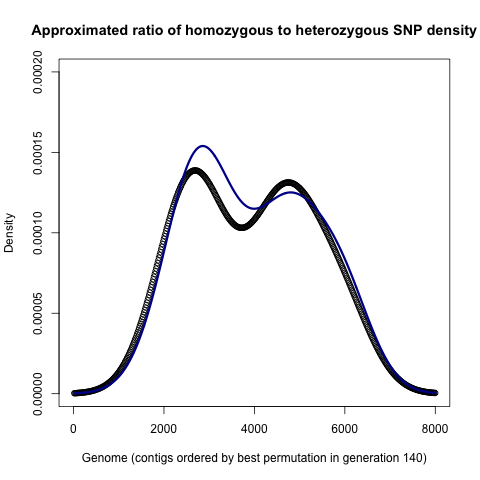 Approximated ratio of homozygous to heterozygous SNP density
0.00020
0.00015
0.00010
0.00005
0.00000
Density
0 2000 4000 6000 8000
Genome (contigs ordered by best permutation in generation 140)